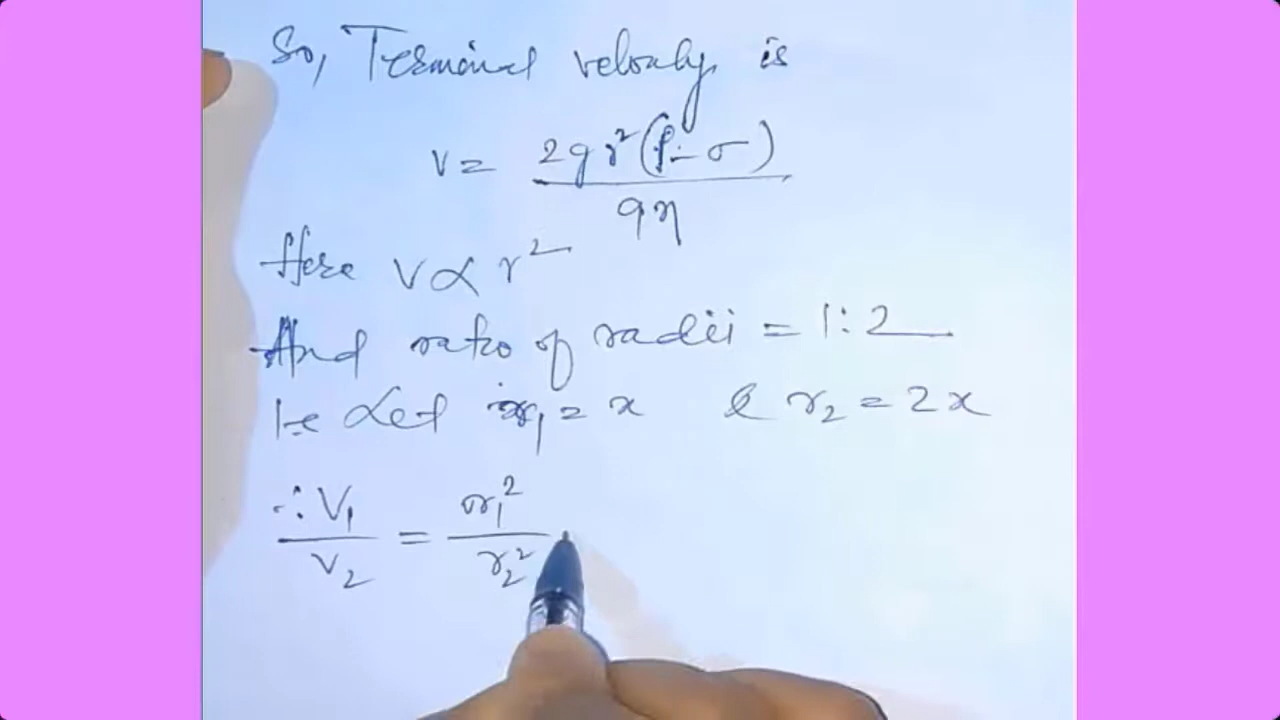 So, Terminal velocity is
v = 2gr²(ρ - σ) / 9η
Here V ∝ r²
And ratio of radii = 1:2
Ie Let r₁ = x & r₂ = 2x
∴ V₁ / V₂ = r₁² / r₂²